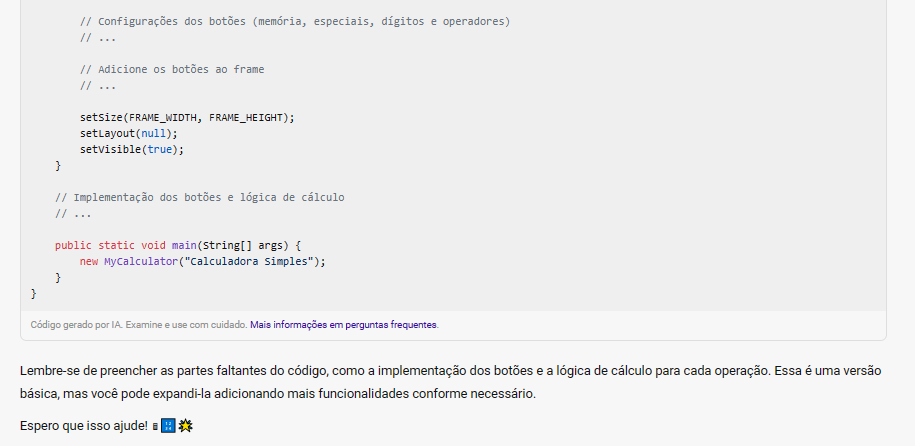 // Configurações dos botões (memória, especiais, dígitos e operadores)
// ...
// Adicione os botões ao frame
// ...
setSize(FRAME_WIDTH, FRAME_HEIGHT);
setLayout(null);
setVisible(true);
}
// Implementação dos botões e lógica de cálculo
// ...
public static void main(String[] args) {
new MyCalculator("Calculadora Simples");
}
}
Código gerado por IA. Examine e use com cuidado. Mais informações em perguntas frequentes.
Lembre-se de preencher as partes faltantes do código, como a implementação dos botões e a lógica de cálculo para cada operação. Essa é uma versão
básica, mas você pode expandi-la adicionando mais funcionalidades conforme necessário.
Espero que isso ajude! 🖩🔢🌟